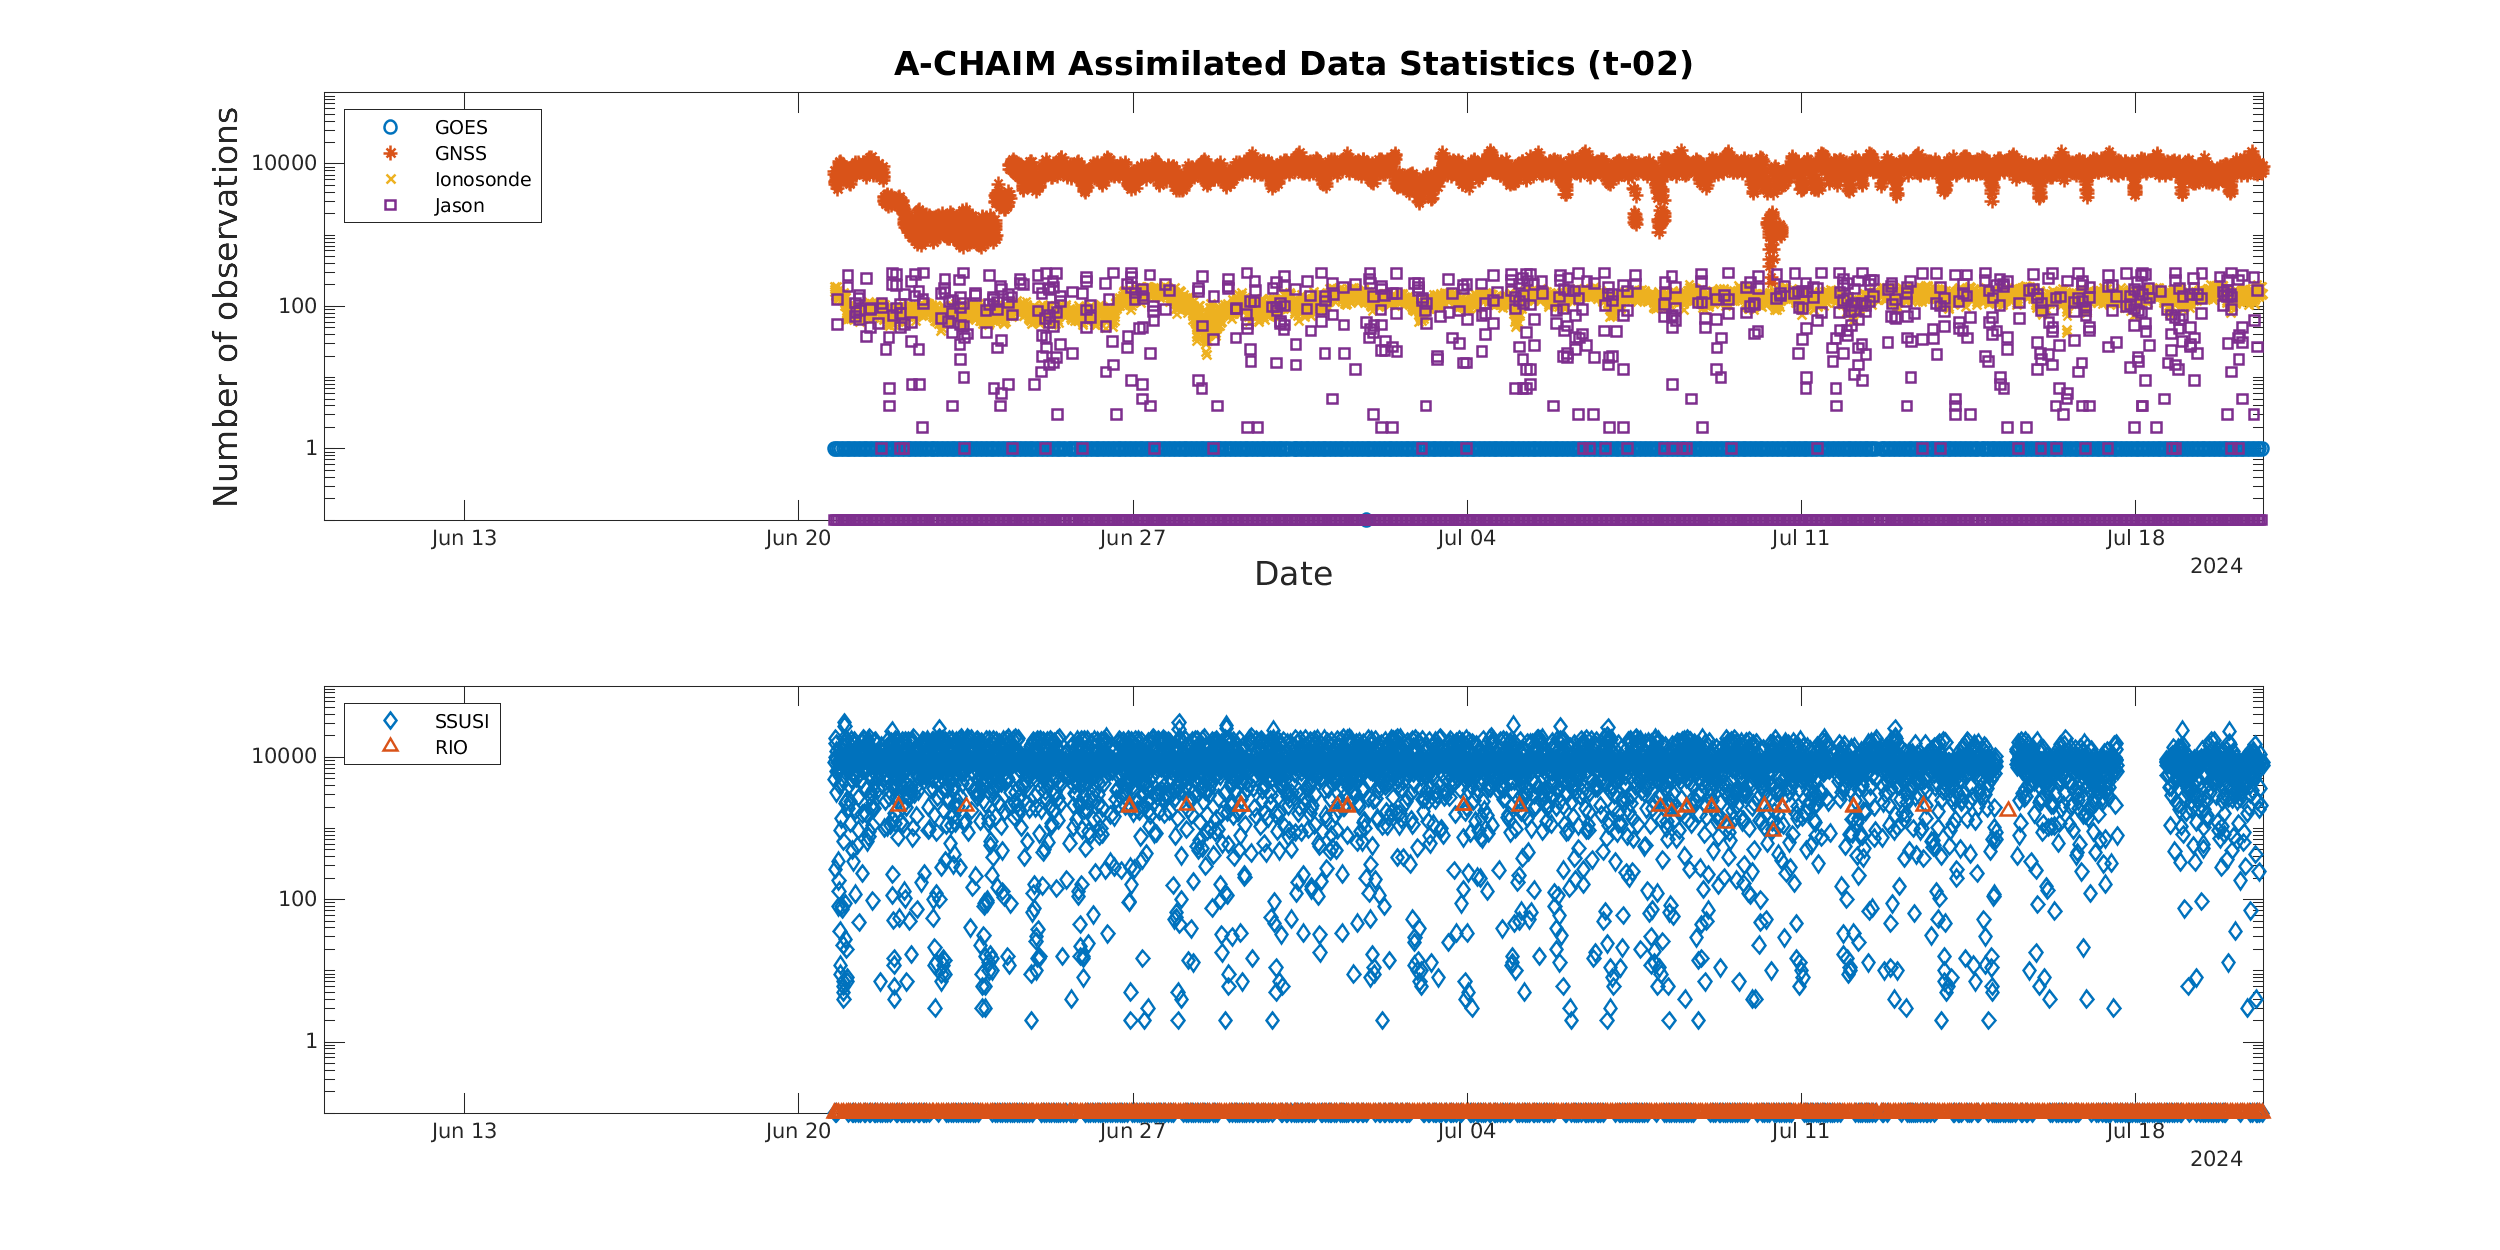 A-CHAIM Assimilated Data Statistics (t-02)
Number of observations
10000
100
1
GOES
GNSS
Ionosonde
Jason
Jun 13
Jun 20
Jun 27
Jul 04
Jul 11
Jul 18
2024
Date
10000
100
1
SSUSI
RIO
Jun 13
Jun 20
Jun 27
Jul 04
Jul 11
Jul 18
2024